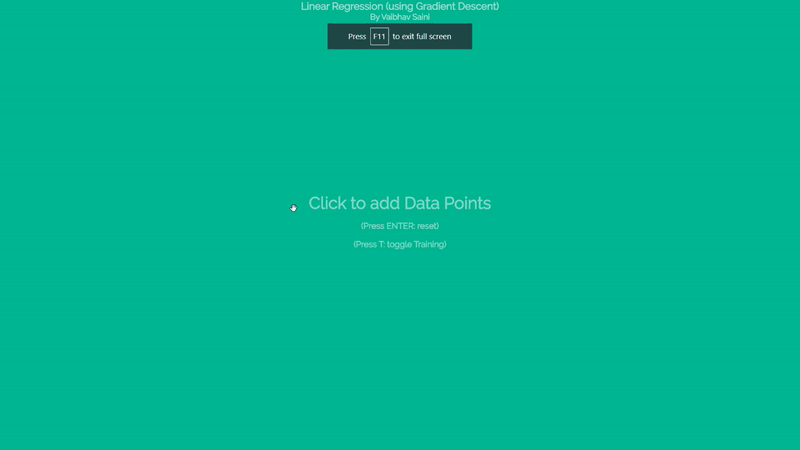 Linear Regression (using Gradient Descent)
By Vaibhav Saini
Press F11 to exit full screen
Click to add Data Points
(Press ENTER: reset)
(Press T: toggle Training)